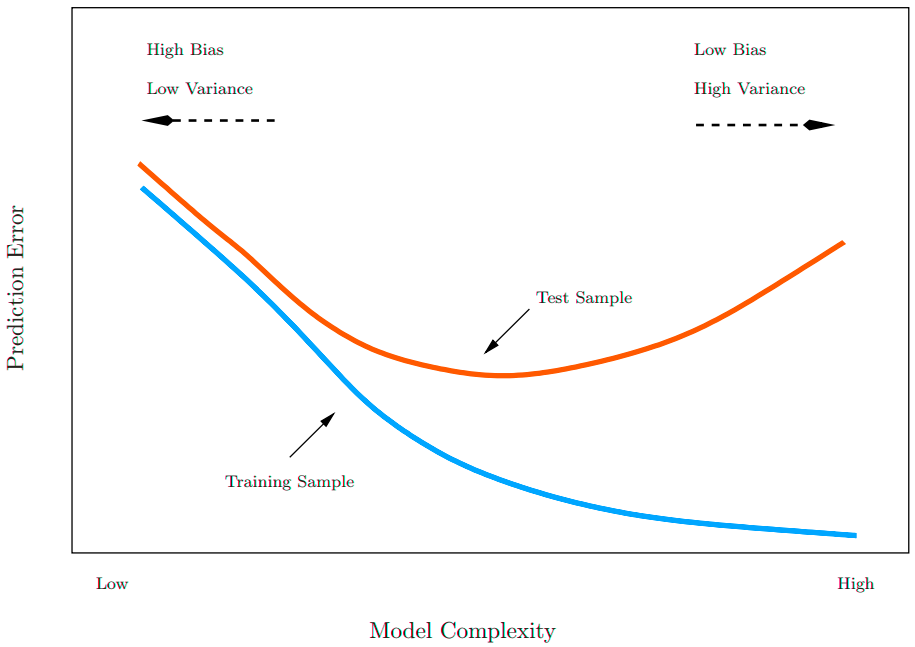 High Bias
Low Variance
Low Bias
High Variance
Prediction Error
Test Sample
Training Sample
Low
High
Model Complexity